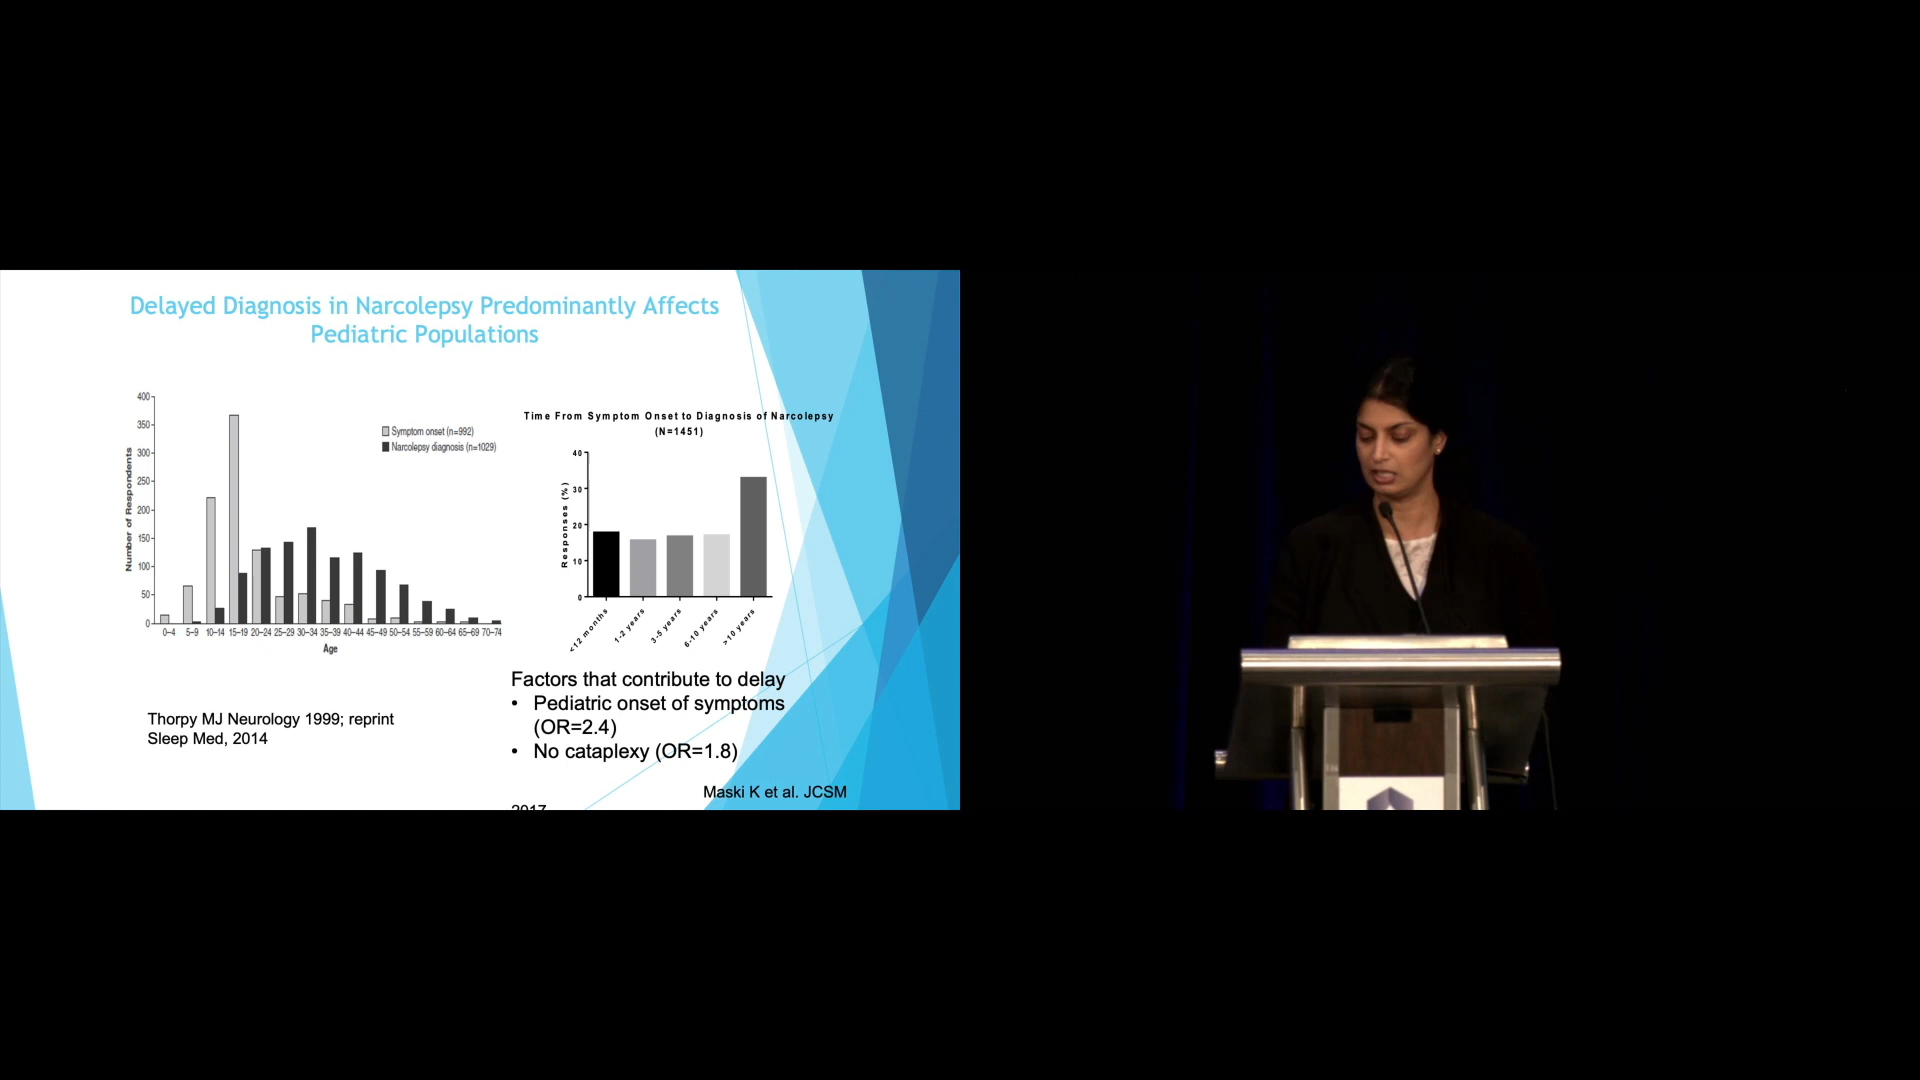 Delayed Diagnosis in Narcolepsy Predominantly Affects
Pediatric Populations
400
350
300
250
200
150
100
50
0
Number of Respondents
Symptom onset (n=992)
Narcolepsy diagnosis (n=1029)
0–4 5–9 10–14 15–19 20–24 25–29 30–34 35–39 40–44 45–49 50–54 55–59 60–64 65–69 70–74
Age
Thorpy MJ Neurology 1999; reprint
Sleep Med, 2014
Time From Symptom Onset to Diagnosis of Narcolepsy
(N=1451)
40
30
20
10
0
Responses (%)
<12 months
1-2 years
3-5 years
6-10 years
>10 years
Factors that contribute to delay
• Pediatric onset of symptoms
(OR=2.4)
• No cataplexy (OR=1.8)
Maski K et al. JCSM
2017